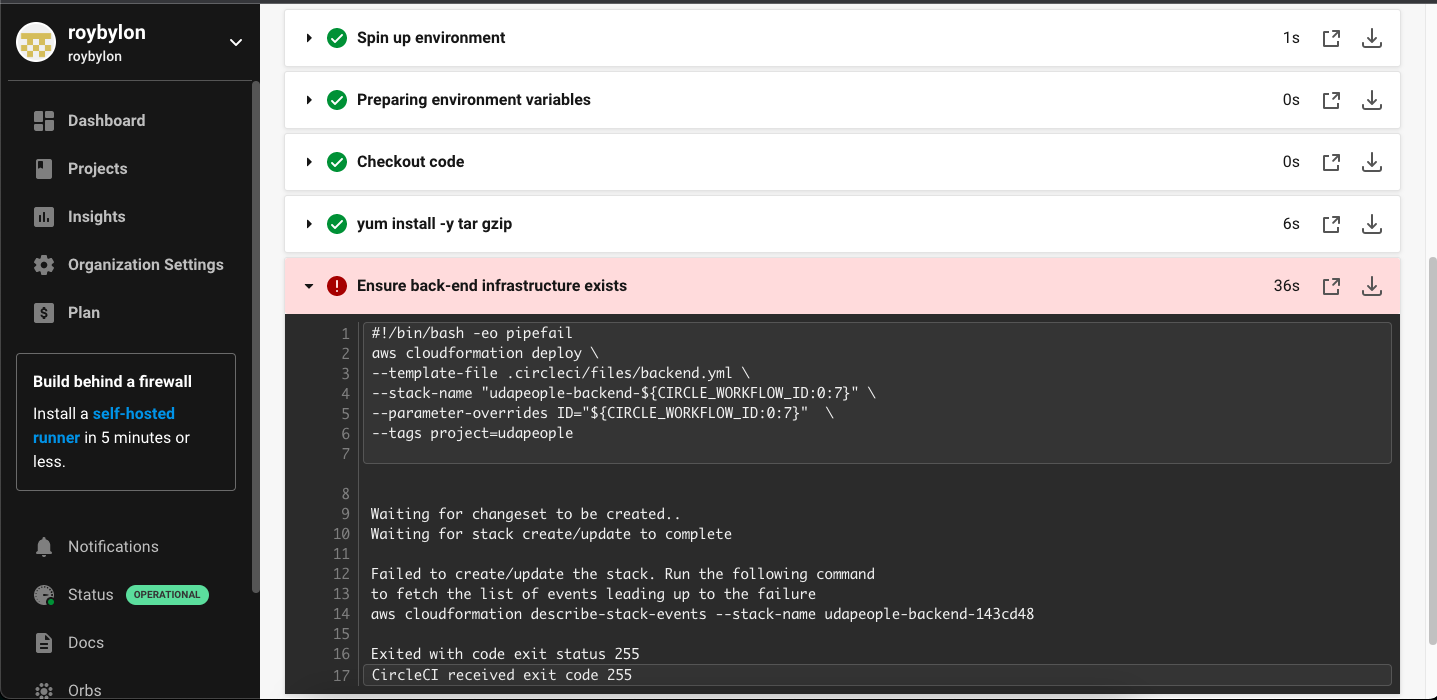 roybylon
roybylon
Dashboard
Projects
Insights
Organization Settings
Plan
Build behind a firewall
Install a self-hosted
runner in 5 minutes or
less.
Notifications
Status OPERATIONAL
Docs
Orbs
Spin up environment 1s
Preparing environment variables 0s
Checkout code 0s
yum install -y tar gzip 6s
Ensure back-end infrastructure exists 36s
1 #!/bin/bash -eo pipefail
2 aws cloudformation deploy \
3 --template-file .circleci/files/backend.yml \
4 --stack-name "udapeople-backend-${CIRCLE_WORKFLOW_ID:0:7}" \
5 --parameter-overrides ID="${CIRCLE_WORKFLOW_ID:0:7}"  \
6 --tags project=udapeople
7
8
9 Waiting for changeset to be created..
10 Waiting for stack create/update to complete
11
12 Failed to create/update the stack. Run the following command
13 to fetch the list of events leading up to the failure
14 aws cloudformation describe-stack-events --stack-name udapeople-backend-143cd48
15
16 Exited with code exit status 255
17 CircleCI received exit code 255